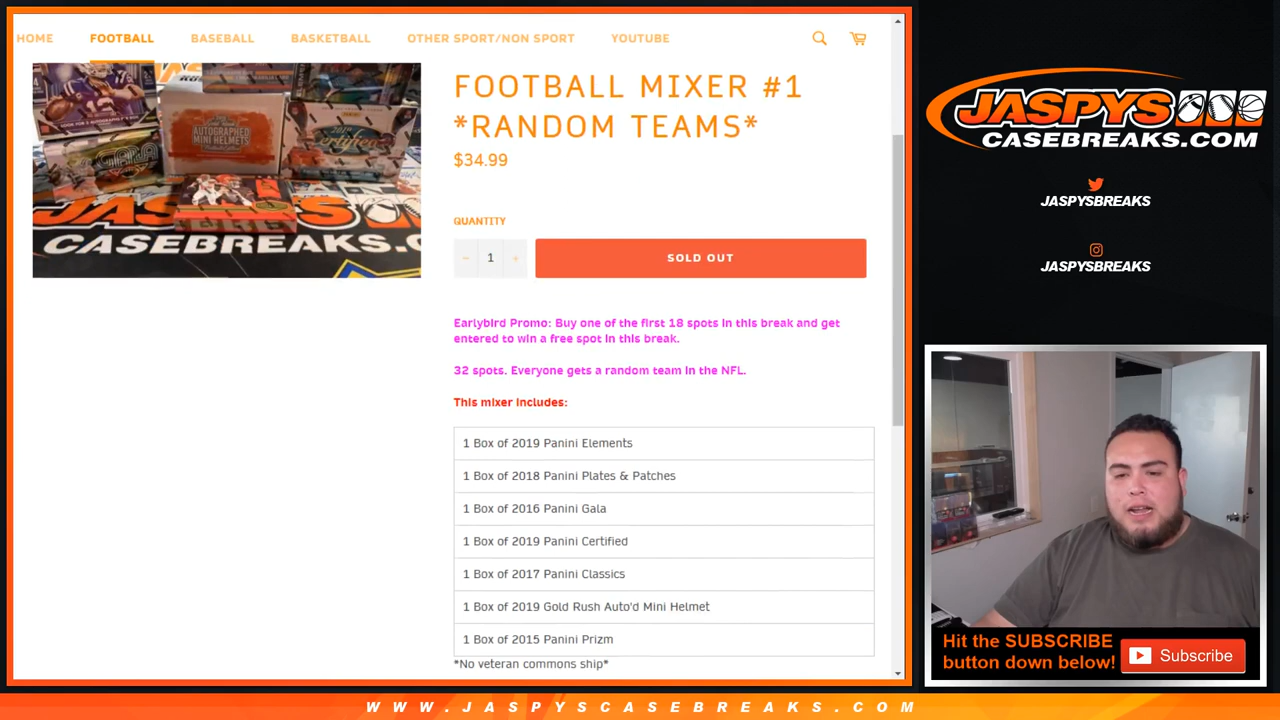 HOME FOOTBALL BASEBALL BASKETBALL OTHER SPORT/NON SPORT YOUTUBE
AUTOGRAPHED
MINI HELMETS
CASEBREAKS.C
FOOTBALL MIXER #1
*RANDOM TEAMS*
$34.99
QUANTITY
− 1 +
SOLD OUT
Earlybird Promo: Buy one of the first 18 spots in this break and get
entered to win a free spot in this break.
32 spots. Everyone gets a random team in the NFL.
This mixer includes:
1 Box of 2019 Panini Elements
1 Box of 2018 Panini Plates & Patches
1 Box of 2016 Panini Gala
1 Box of 2019 Panini Certified
1 Box of 2017 Panini Classics
1 Box of 2019 Gold Rush Auto'd Mini Helmet
1 Box of 2015 Panini Prizm
*No veteran commons ship*
JASPYS
CASEBREAKS.COM
JASPYSBREAKS
JASPYSBREAKS
Hit the SUBSCRIBE
button down below!
Subscribe
WWW.JASPYSCASEBREAKS.COM